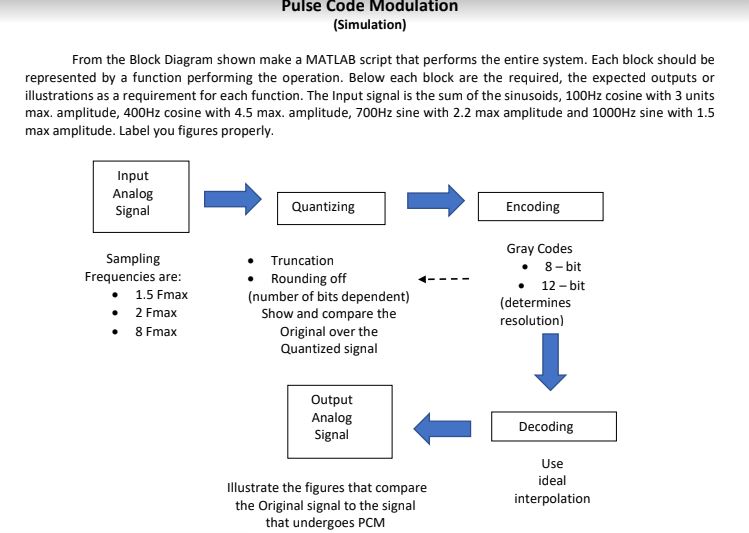 Pulse Code Modulation
(Simulation)
From the Block Diagram shown make a MATLAB script that performs the entire system. Each block should be
represented by a function performing the operation. Below each block are the required, the expected outputs or
illustrations as a requirement for each function. The Input signal is the sum of the sinusoids, 100Hz cosine with 3 units
max. amplitude, 400Hz cosine with 4.5 max. amplitude, 700Hz sine with 2.2 max amplitude and 1000Hz sine with 1.5
max amplitude. Label you figures properly.
Input
Analog
Signal
Quantizing
Encoding
Sampling
Frequencies are:
• 1.5 Fmax
• 2 Fmax
• 8 Fmax
• Truncation
• Rounding off
(number of bits dependent)
Show and compare the
Original over the
Quantized signal
Gray Codes
• 8 – bit
• 12 – bit
(determines
resolution)
Output
Analog
Signal
Decoding
Illustrate the figures that compare
the Original signal to the signal
that undergoes PCM
Use
ideal
interpolation